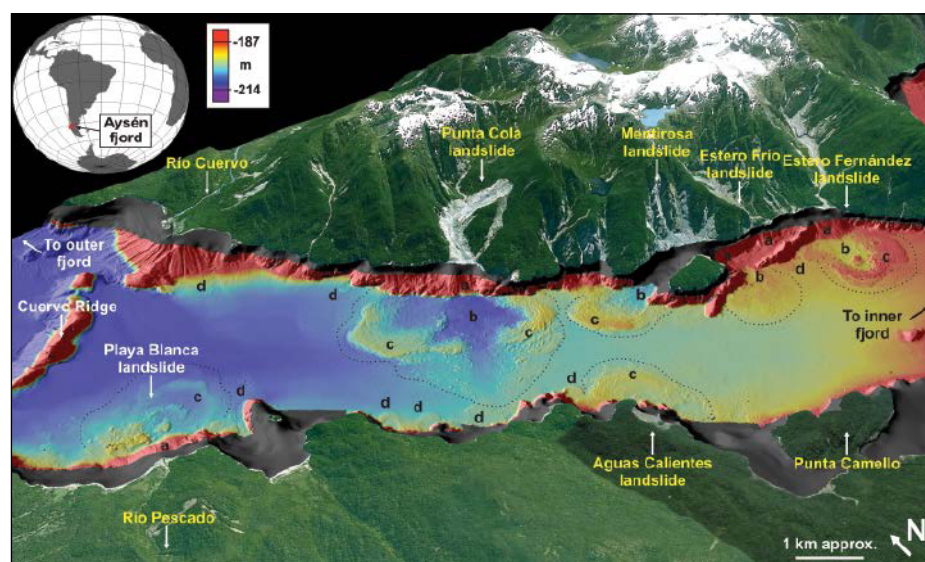 -187
m
-214
Aysén
fjord
Río Cuervo
Punta Cola
landslide
Mentirosa
landslide
Estero Frío
landslide
Estero Fernández
landslide
To outer
fjord
Cuervo Ridge
Playa Blanca
landslide
To inner
fjord
a
a
b
c
d
b
d
d
a
b
b
c
c
c
c
c
d
d
d
d
d
a
Aguas Calientes
landslide
Punta Camello
Río Pescado
N
1 km approx.